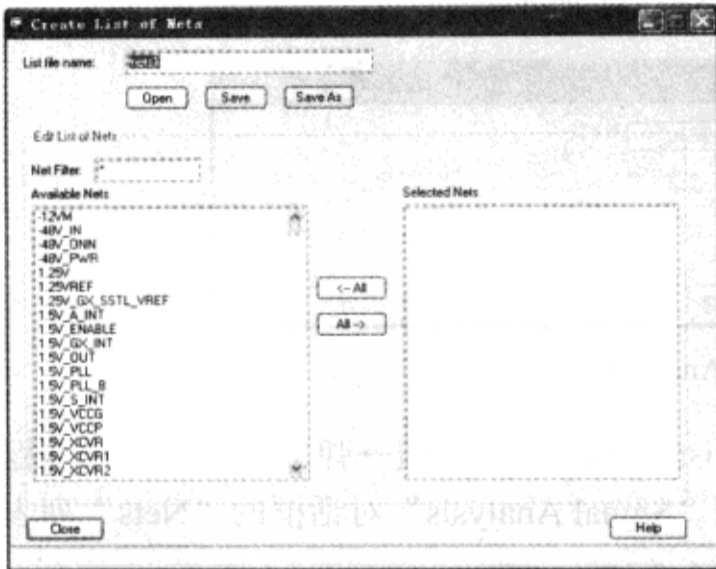 Create List of Nets
List file name:
Open Save Save As
Edit List of Nets
Net Filter: *
Available Nets
-12VM
-48V_IN
-48V_ONN
-48V_PWR
1.25V
1.25VREF
1.25V_GX_SSTL_VREF
1.5V_A_INT
1.5V_ENABLE
1.5V_GX_INT
1.5V_OUT
1.5V_PLL
1.5V_PLL_B
1.5V_S_INT
1.5V_VCCG
1.5V_VCCP
1.5V_XCVR
1.5V_XCVR1
1.5V_XCVR2
<-- All
All -->
Selected Nets
Close
Help